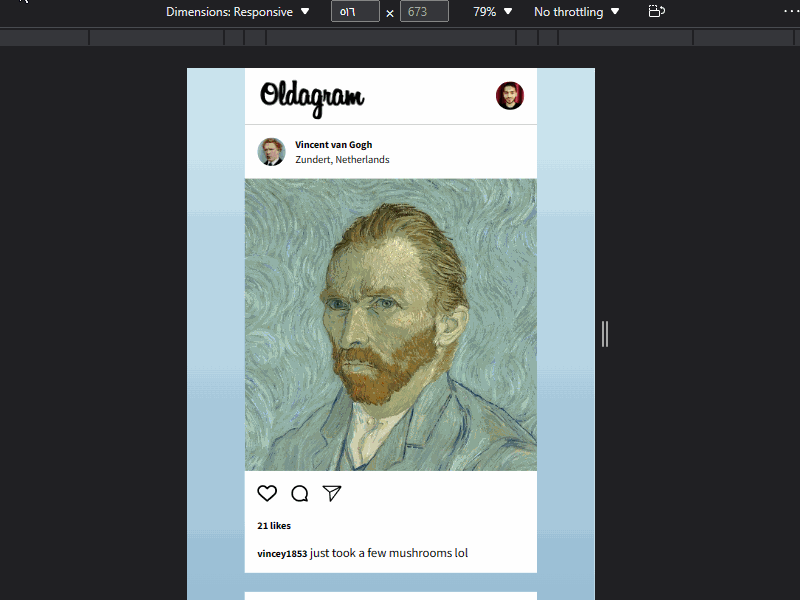 Dimensions: Responsive
× 673 79% No throttling
Oldagram
Vincent van Gogh
Zundert, Netherlands
21 likes
vincey1853 just took a few mushrooms lol